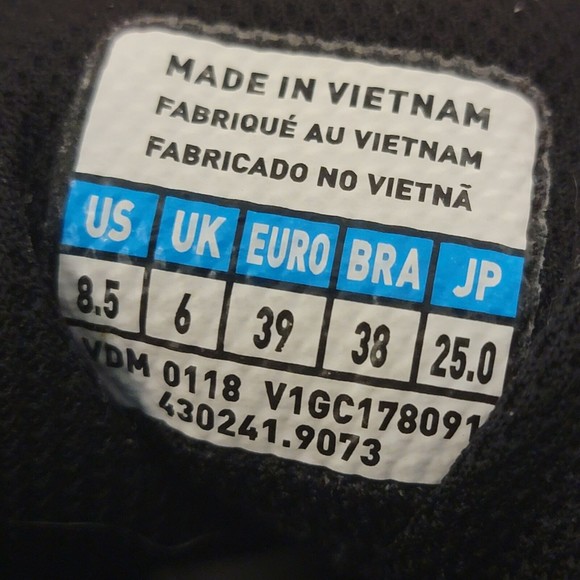 MADE IN VIETNAM
FABRIQUÉ AU VIETNAM
FABRICADO NO VIETNÃ
US UK EURO BRA JP
8.5 6 39 38 25.0
VDM 0118 V1GC178091
430241.9073